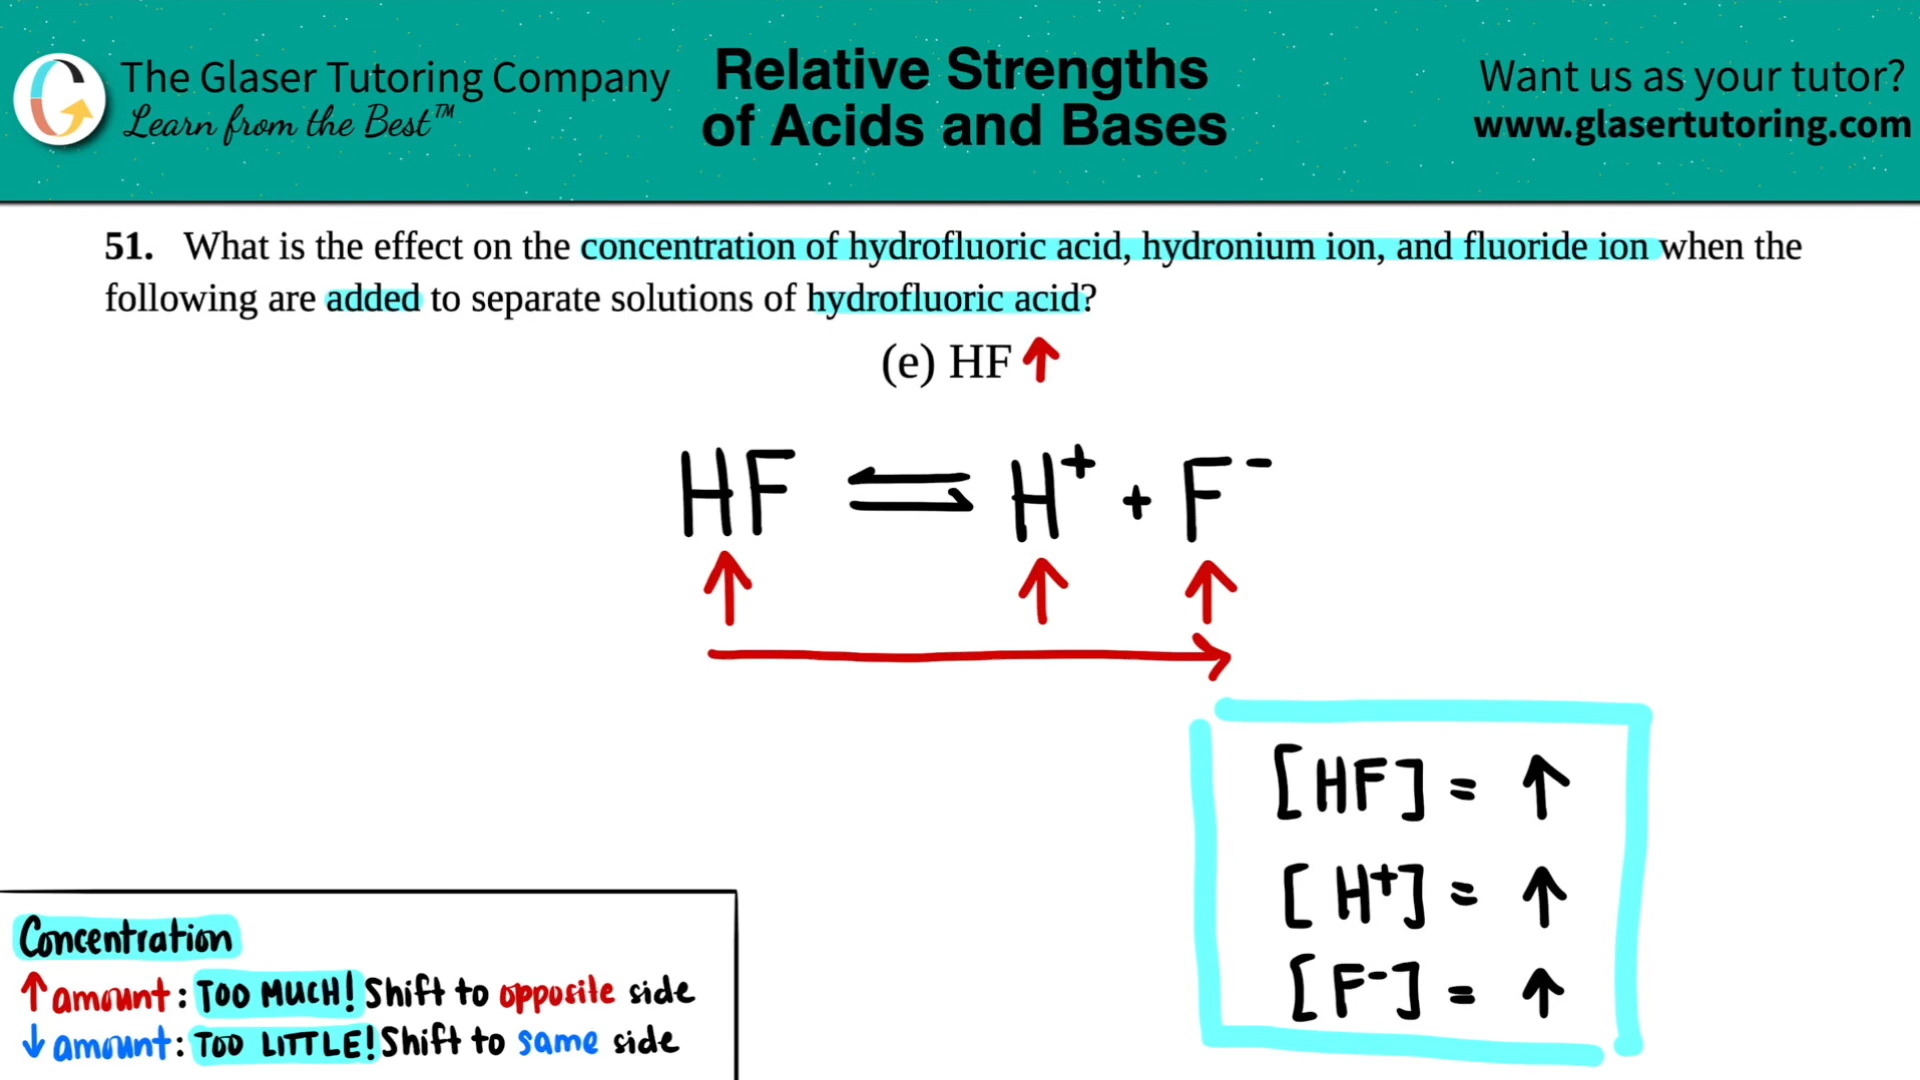 The Glaser Tutoring Company
Learn from the Best™
Relative Strengths
of Acids and Bases
Want us as your tutor?
www.glasertutoring.com
51. What is the effect on the concentration of hydrofluoric acid, hydronium ion, and fluoride ion when the
following are added to separate solutions of hydrofluoric acid?
(e) HF ↑
HF ⇌ H⁺ + F⁻
↑ ↑ ↑
→
[HF] = ↑
[H⁺] = ↑
[F⁻] = ↑
Concentration
↑ amount: TOO MUCH! Shift to opposite side
↓ amount: TOO LITTLE! Shift to same side